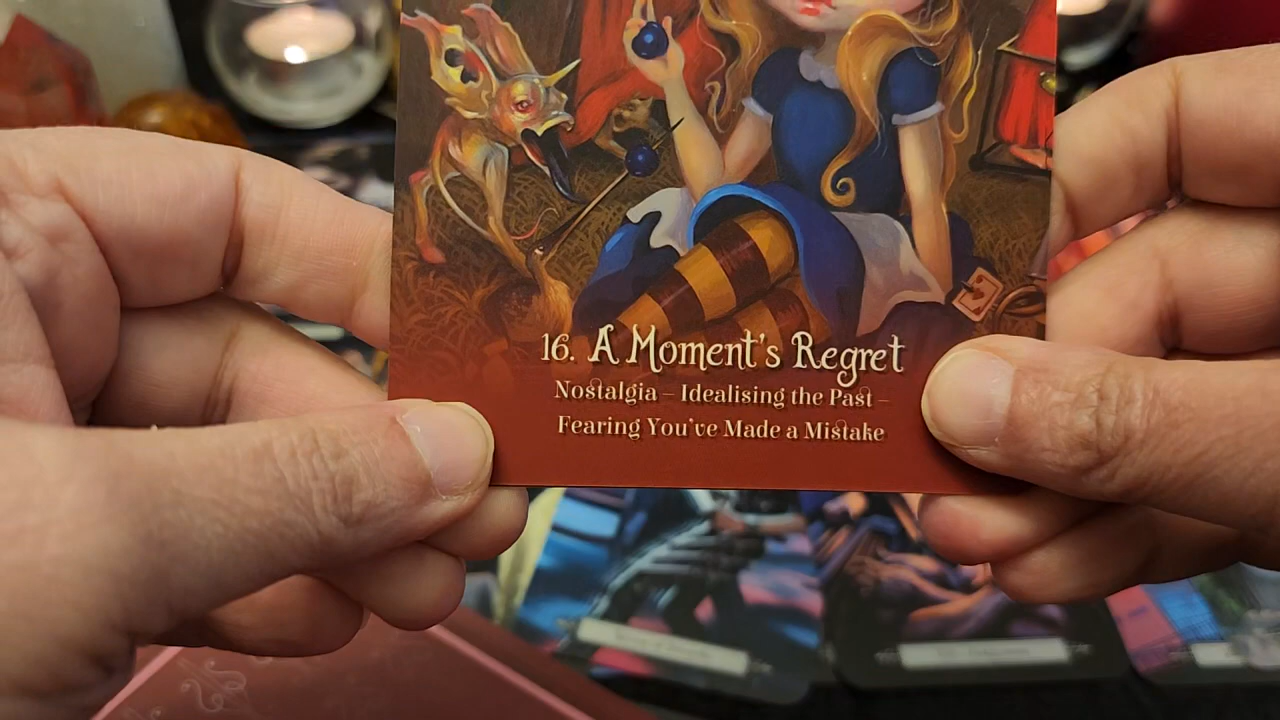 16. A Moment's Regret
Nostalgia – Idealising the Past –
Fearing You've Made a Mistake